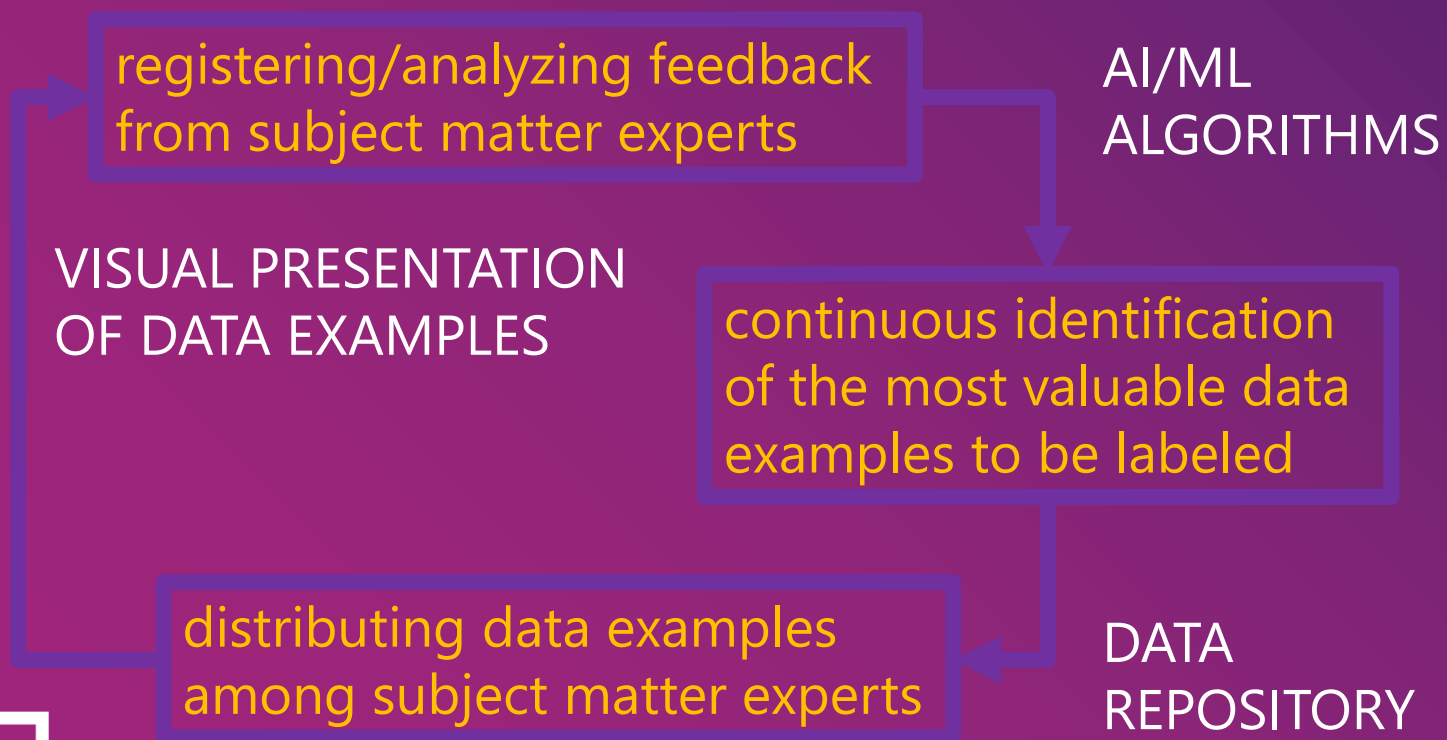 registering/analyzing feedback
from subject matter experts
AI/ML
ALGORITHMS
VISUAL PRESENTATION
OF DATA EXAMPLES
continuous identification
of the most valuable data
examples to be labeled
distributing data examples
among subject matter experts
DATA
REPOSITORY